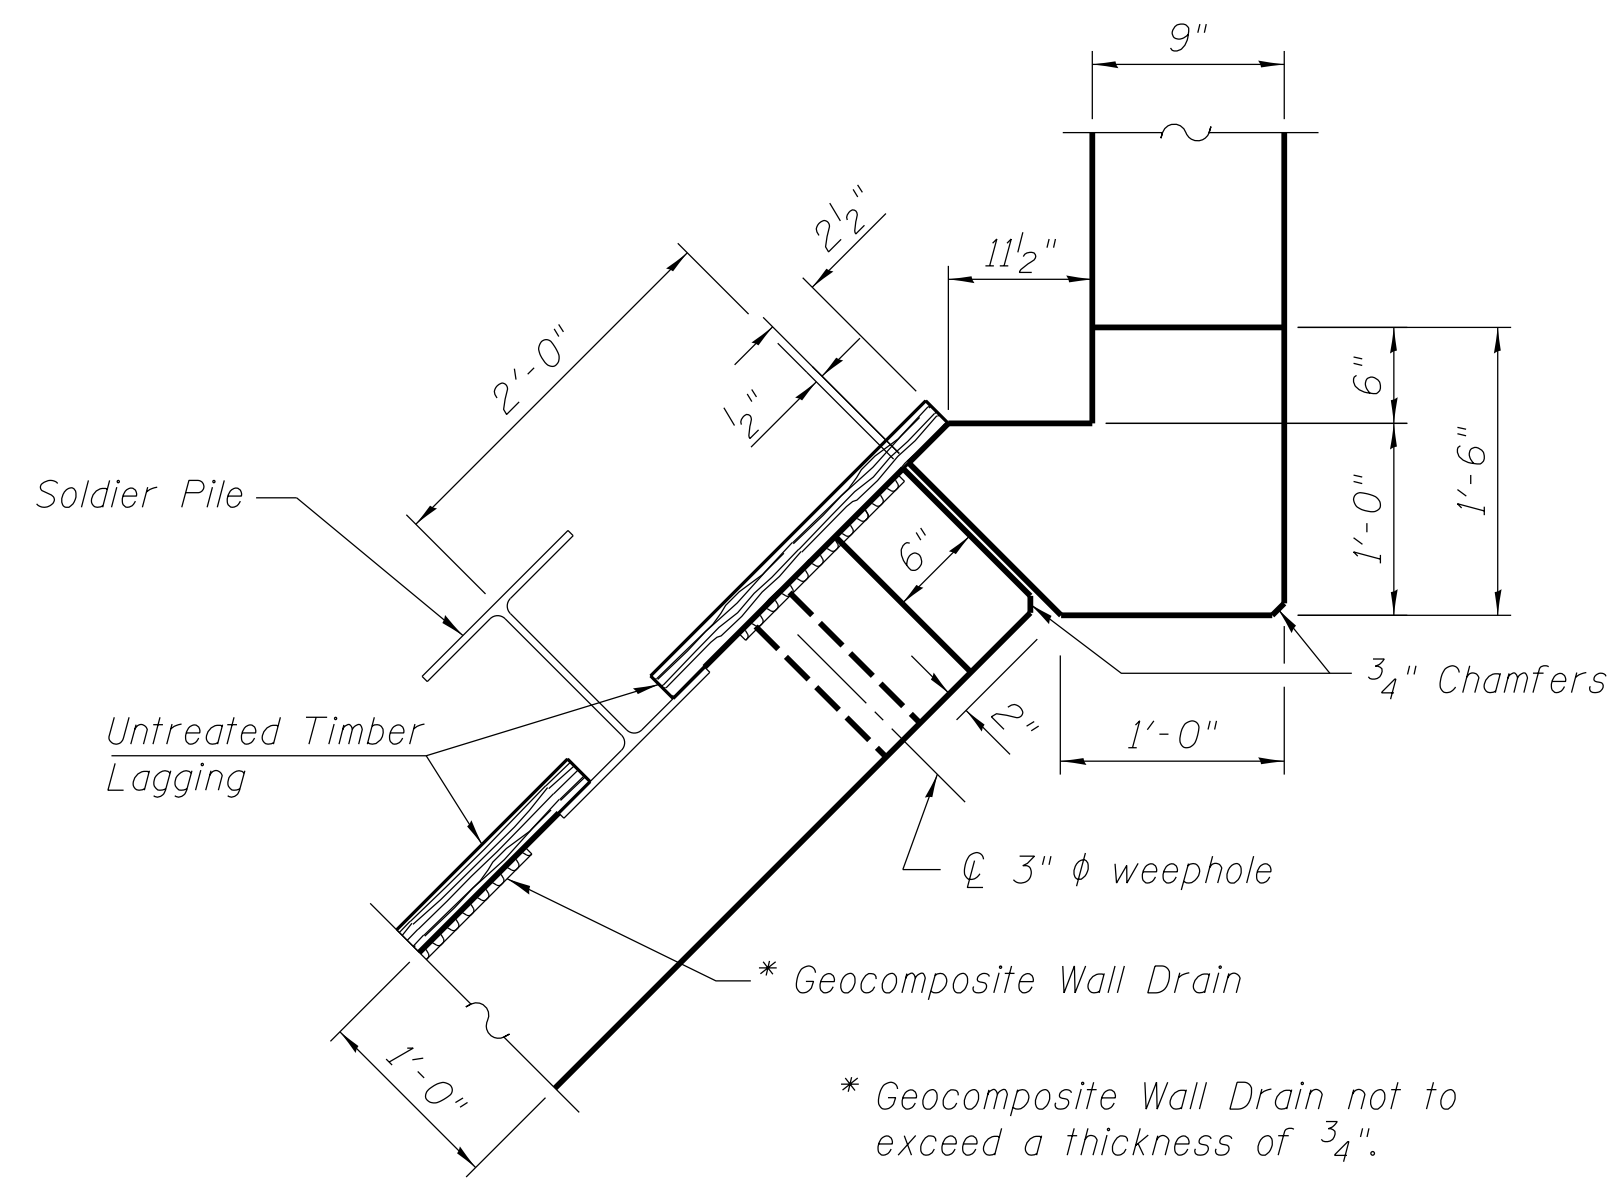 9"
2½"
11½"
2'-0"
½"
6"
1'-6"
1'-0"
Soldier Pile
6"
¾" Chamfers
2"
1'-0"
Untreated Timber
Lagging
℄ 3" ϕ weephole
* Geocomposite Wall Drain
1'-0"
* Geocomposite Wall Drain not to
exceed a thickness of ¾".